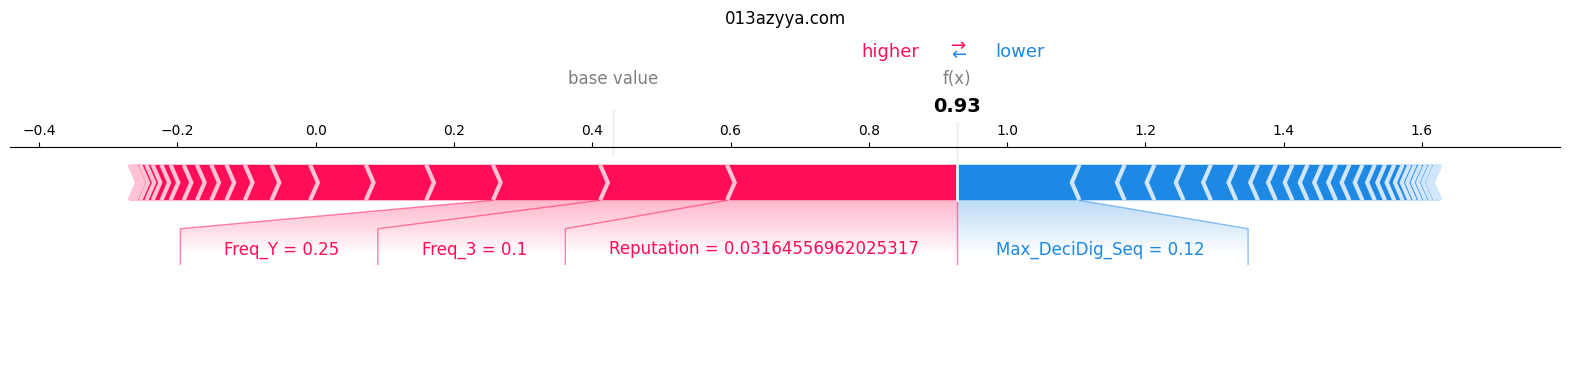 013azyya.com
higher → ← lower
base value f(x)
0.93
−0.4 −0.2 0.0 0.2 0.4 0.6 0.8 1.0 1.2 1.4 1.6
Freq_Y = 0.25 Freq_3 = 0.1 Reputation = 0.03164556962025317 Max_DeciDig_Seq = 0.12